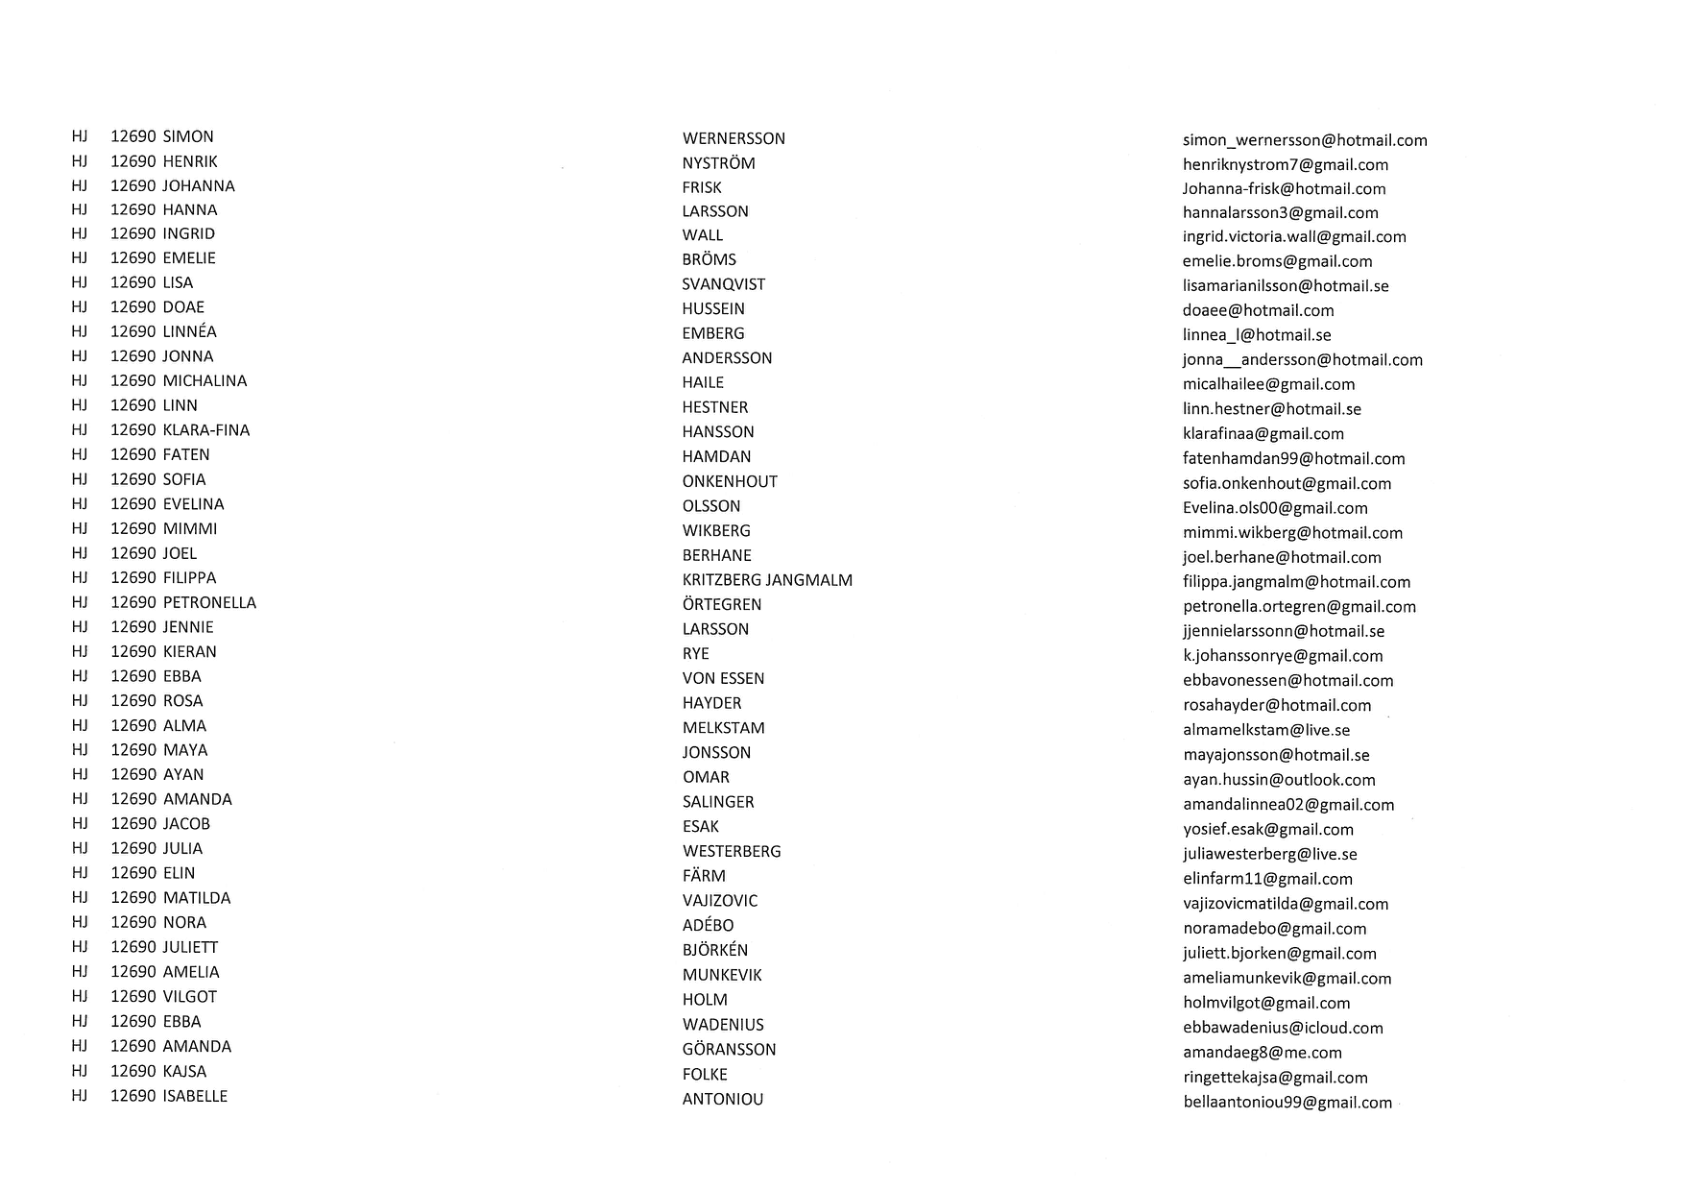 HJ 12690 SIMON WERNERSSON simon_wernersson@hotmail.com
HJ 12690 HENRIK NYSTRÖM henriknystrom7@gmail.com
HJ 12690 JOHANNA FRISK Johanna-frisk@hotmail.com
HJ 12690 HANNA LARSSON hannalarsson3@gmail.com
HJ 12690 INGRID WALL ingrid.victoria.wall@gmail.com
HJ 12690 EMELIE BRÖMS emelie.broms@gmail.com
HJ 12690 LISA SVANQVIST lisamarianilsson@hotmail.se
HJ 12690 DOAE HUSSEIN doaee@hotmail.com
HJ 12690 LINNÉA EMBERG linnea_l@hotmail.se
HJ 12690 JONNA ANDERSSON jonna__andersson@hotmail.com
HJ 12690 MICHALINA HAILE micalhailee@gmail.com
HJ 12690 LINN HESTNER linn.hestner@hotmail.se
HJ 12690 KLARA-FINA HANSSON klarafinaa@gmail.com
HJ 12690 FATEN HAMDAN fatenhamdan99@hotmail.com
HJ 12690 SOFIA ONKENHOUT sofia.onkenhout@gmail.com
HJ 12690 EVELINA OLSSON Evelina.ols00@gmail.com
HJ 12690 MIMMI WIKBERG mimmi.wikberg@hotmail.com
HJ 12690 JOEL BERHANE joel.berhane@hotmail.com
HJ 12690 FILIPPA KRITZBERG JANGMALM filippa.jangmalm@hotmail.com
HJ 12690 PETRONELLA ÖRTEGREN petronella.ortegren@gmail.com
HJ 12690 JENNIE LARSSON jjennielarssonn@hotmail.se
HJ 12690 KIERAN RYE k.johanssonrye@gmail.com
HJ 12690 EBBA VON ESSEN ebbavonessen@hotmail.com
HJ 12690 ROSA HAYDER rosahayder@hotmail.com
HJ 12690 ALMA MELKSTAM almamelkstam@live.se
HJ 12690 MAYA JONSSON mayajonsson@hotmail.se
HJ 12690 AYAN OMAR ayan.hussin@outlook.com
HJ 12690 AMANDA SALINGER amandalinnea02@gmail.com
HJ 12690 JACOB ESAK yosief.esak@gmail.com
HJ 12690 JULIA WESTERBERG juliawesterberg@live.se
HJ 12690 ELIN FÄRM elinfarm11@gmail.com
HJ 12690 MATILDA VAJIZOVIC vajizovicmatilda@gmail.com
HJ 12690 NORA ADÉBO noramadebo@gmail.com
HJ 12690 JULIETT BJÖRKÉN juliett.bjorken@gmail.com
HJ 12690 AMELIA MUNKEVIK ameliamunkevik@gmail.com
HJ 12690 VILGOT HOLM holmvilgot@gmail.com
HJ 12690 EBBA WADENIUS ebbawadenius@icloud.com
HJ 12690 AMANDA GÖRANSSON amandaeg8@me.com
HJ 12690 KAJSA FOLKE ringettekajsa@gmail.com
HJ 12690 ISABELLE ANTONIOU bellaantoniou99@gmail.com